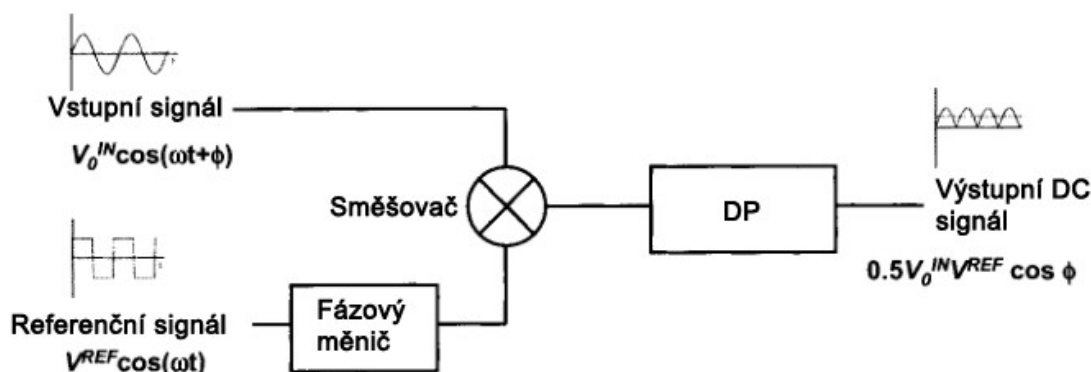 Vstupní signál
V₀ᴵᴺcos(ωt+ϕ)
Směšovač
DP
Výstupní DC
signál
0.5V₀ᴵᴺVᴿᴱᶠ cos ϕ
Referenční signál
Vᴿᴱᶠcos(ωt)
Fázový
měnič